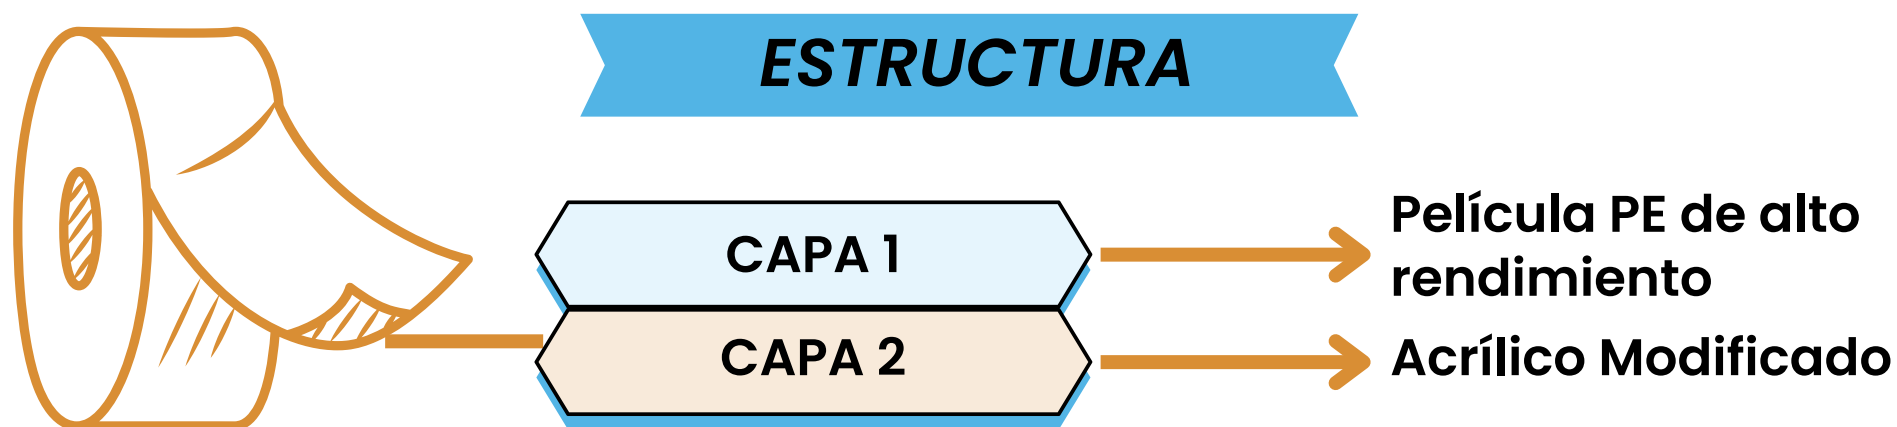 ESTRUCTURA
CAPA 1
Película PE de alto
rendimiento
CAPA 2
Acrílico Modificado